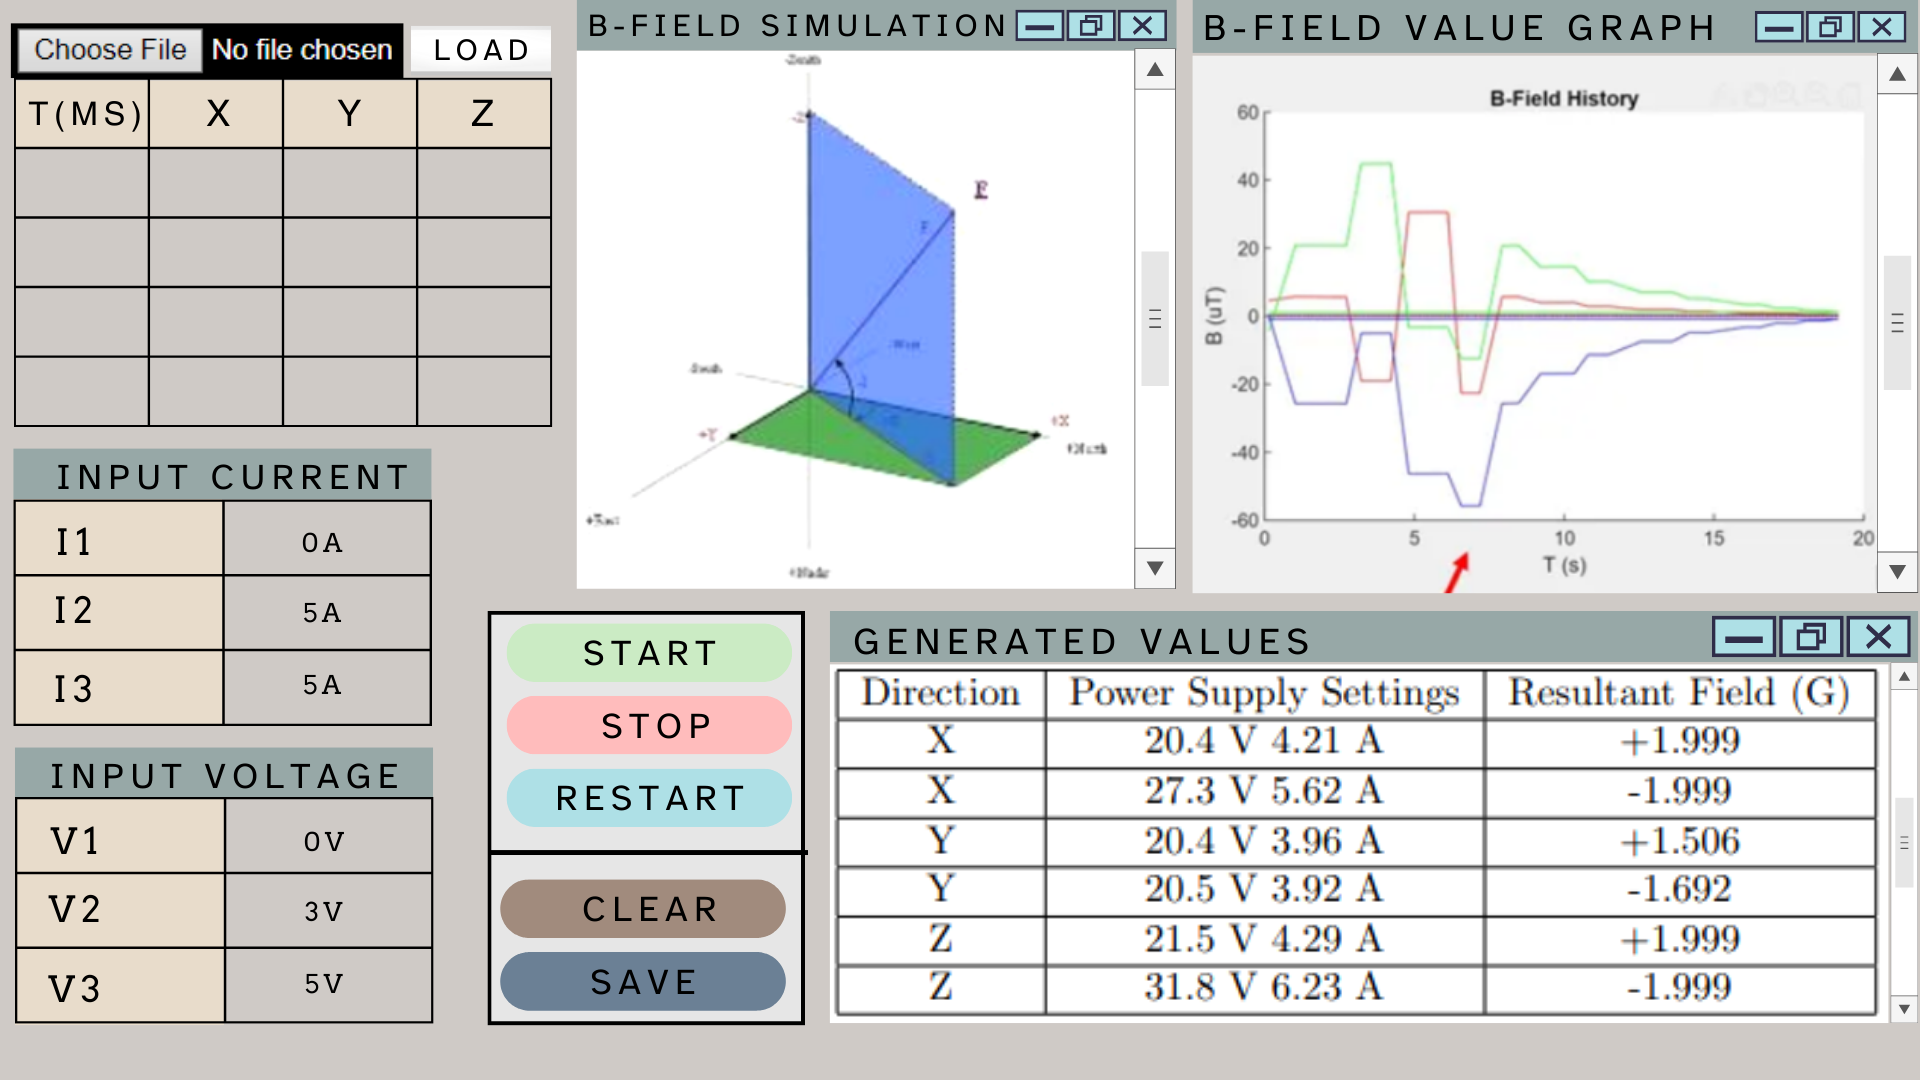 Choose File No file chosen LOAD
T(MS) X Y Z
INPUT CURRENT
I1 0A
I2 5A
I3 5A
INPUT VOLTAGE
V1 0V
V2 3V
V3 5V
B-FIELD SIMULATION
-Zenith
-Z
F
F
-South
+Y
+X
+North
+East
+Nadir
START
STOP
RESTART
CLEAR
SAVE
B-FIELD VALUE GRAPH
B-Field History
60
40
20
0
-20
-40
-60
B (uT)
0 5 10 15 20
T (s)
GENERATED VALUES
Direction Power Supply Settings Resultant Field (G)
X 20.4 V 4.21 A +1.999
X 27.3 V 5.62 A -1.999
Y 20.4 V 3.96 A +1.506
Y 20.5 V 3.92 A -1.692
Z 21.5 V 4.29 A +1.999
Z 31.8 V 6.23 A -1.999